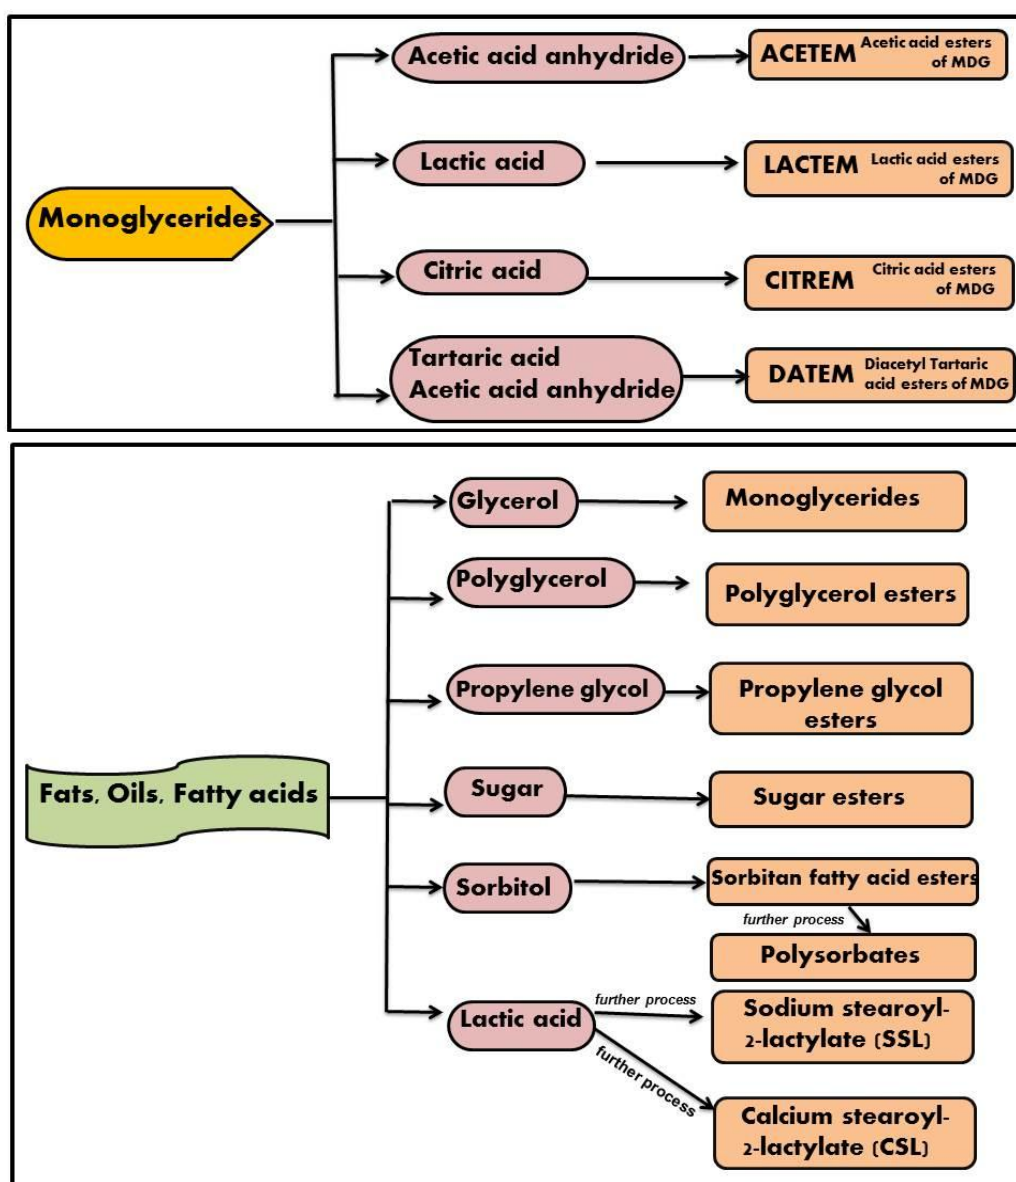 Acetic acid anhydride
ACETEM Acetic acid esters
of MDG
Lactic acid
LACTEM Lactic acid esters
of MDG
Monoglycerides
Citric acid
CITREM Citric acid esters
of MDG
Tartaric acid
Acetic acid anhydride
DATEM Diacetyl Tartaric
acid esters of MDG
Glycerol
Monoglycerides
Polyglycerol
Polyglycerol esters
Propylene glycol
Propylene glycol
esters
Fats, Oils, Fatty acids
Sugar
Sugar esters
Sorbitol
Sorbitan fatty acid esters
further process
Polysorbates
Lactic acid
further process
Sodium stearoyl-
2-lactylate (SSL)
further process
Calcium stearoyl-
2-lactylate (CSL)